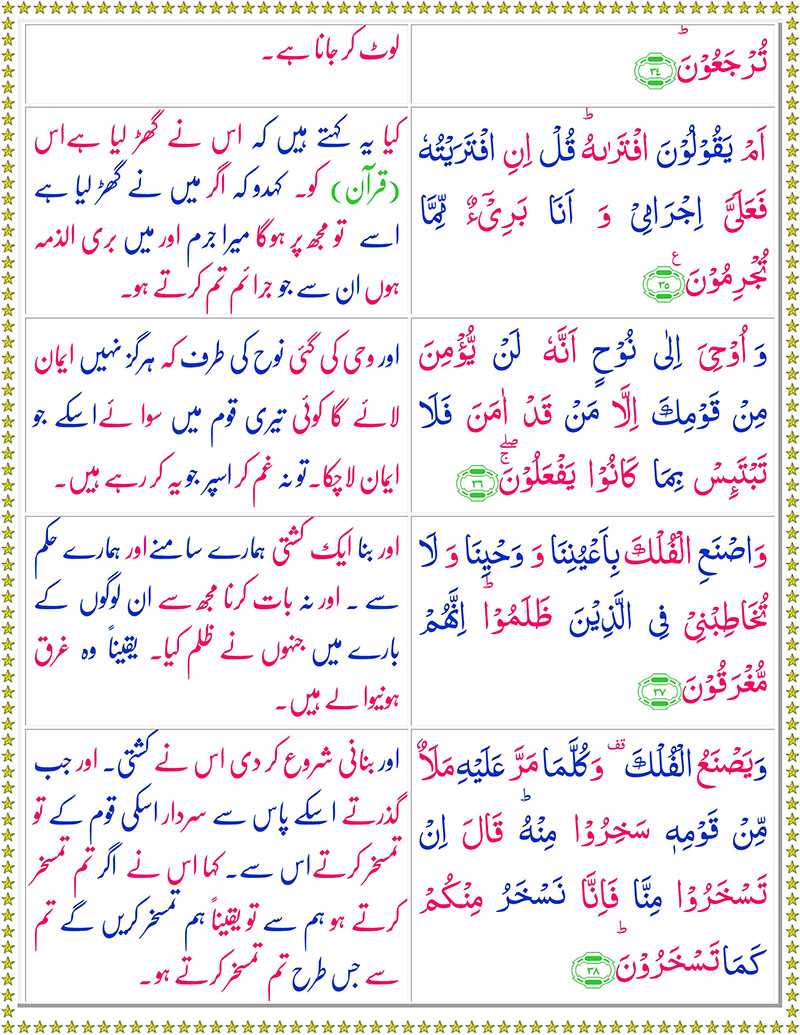 تُرْجَعُوْنَ ؕ ﴿۳۴﴾
لوٹ کر جانا ہے۔
اَمْ يَقُوْلُوْنَ افْتَرٰىهُ ؕ قُلْ اِنِ افْتَرَيْتُهٗ
فَعَلَىَّ اِجْرَامِىْ وَ اَنَا بَرِىْٓءٌ مِّمَّا
تُجْرِمُوْنَ ۧ ﴿۳۵﴾
کیا یہ کہتے ہیں کہ اس نے گھڑ لیا ہے اس
(قرآن) کو۔ کہدو کہ اگر میں نے گھڑ لیا ہے
اسے تو مجھ پر ہوگا میرا جرم اور میں بری الذمہ
ہوں ان سے جو جرائم تم کرتے ہو۔
وَ اُوْحِىَ اِلٰى نُوْحٍ اَنَّهٗ لَنْ يُّؤْمِنَ
مِنْ قَوْمِكَ اِلَّا مَنْ قَدْ اٰمَنَ فَلَا
تَبْتَٮِٕسْ بِمَا كَانُوْا يَفْعَلُوْنَ ۖۚ ﴿۳۶﴾
اور وحی کی گئی نوح کی طرف کہ ہرگز نہیں ایمان
لائے گا کوئی تیری قوم میں سوائے اسکے جو
ایمان لا چکا۔ تو نہ غم کر اسپر جو یہ کر رہے ہیں۔
وَاصْنَعِ الْفُلْكَ بِاَعْيُنِنَا وَ وَحْيِنَا وَ لَا
تُخَاطِبْنِىْ فِى الَّذِيْنَ ظَلَمُوْا ؕ اِنَّهُمْ
مُّغْرَقُوْنَ ﴿۳۷﴾
اور بنا ایک کشتی ہمارے سامنے اور ہمارے حکم
سے ۔ اور نہ بات کرنا مجھ سے ان لوگوں کے
بارے میں جنہوں نے ظلم کیا۔ یقیناً وہ غرق
ہونیوالے ہیں۔
وَيَصْنَعُ الْفُلْكَ ۟ وَكُلَّمَا مَرَّ عَلَيْهِ مَلَاٌ
مِّنْ قَوْمِهٖ سَخِرُوْا مِنْهُ ؕ قَالَ اِنْ
تَسْخَرُوْا مِنَّا فَاِنَّا نَسْخَرُ مِنْكُمْ
كَمَا تَسْخَرُوْنَ ؕ ﴿۳۸﴾
اور بنانی شروع کر دی اس نے کشتی۔ اور جب
گذرتے اسکے پاس سے سردار اسکی قوم کے تو
تمسخر کرتے اس سے۔ کہا اس نے اگر تم تمسخر
کرتے ہو ہم سے تو یقیناً ہم تمسخر کریں گے تم
سے جس طرح تم تمسخر کرتے ہو۔